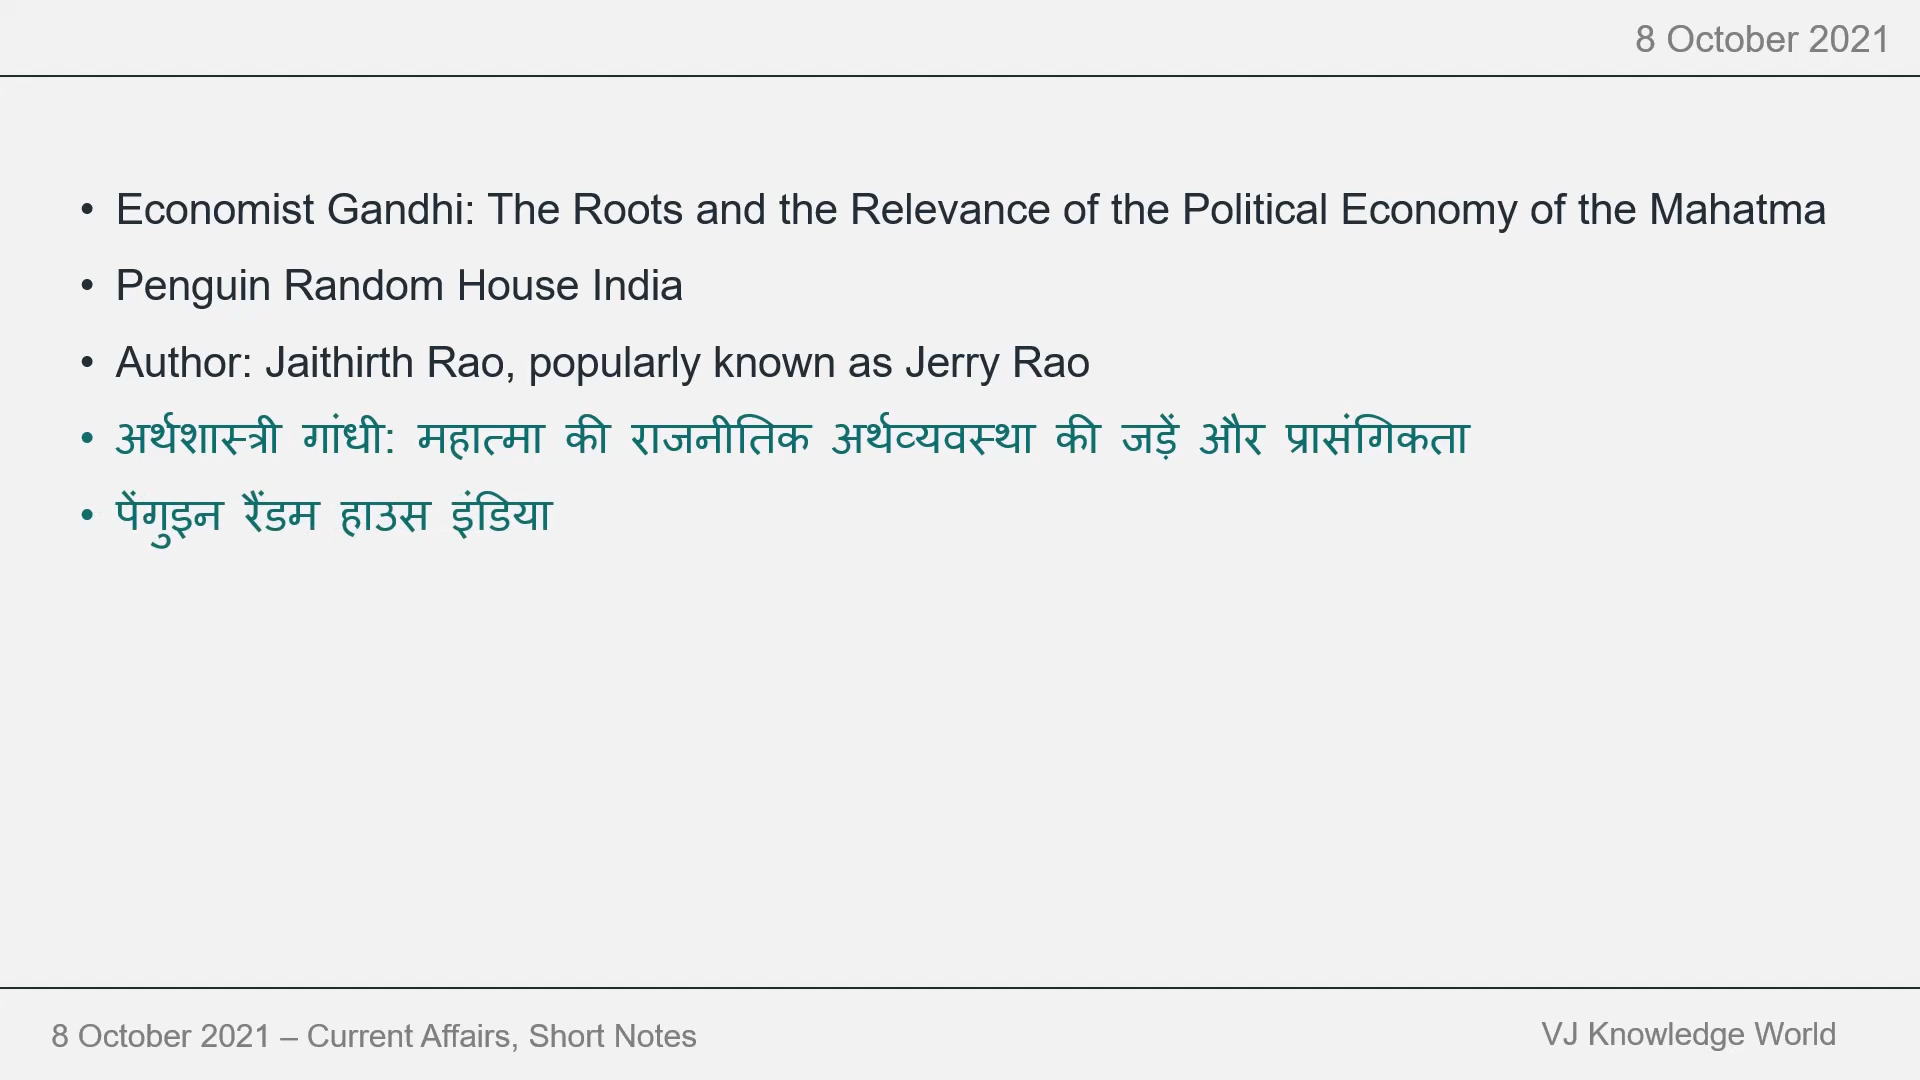 8 October 2021
• Economist Gandhi: The Roots and the Relevance of the Political Economy of the Mahatma
• Penguin Random House India
• Author: Jaithirth Rao, popularly known as Jerry Rao
• अर्थशास्त्री गांधी: महात्मा की राजनीतिक अर्थव्यवस्था की जड़ें और प्रासंगिकता
• पेंगुइन रैंडम हाउस इंडिया
8 October 2021 – Current Affairs, Short Notes
VJ Knowledge World